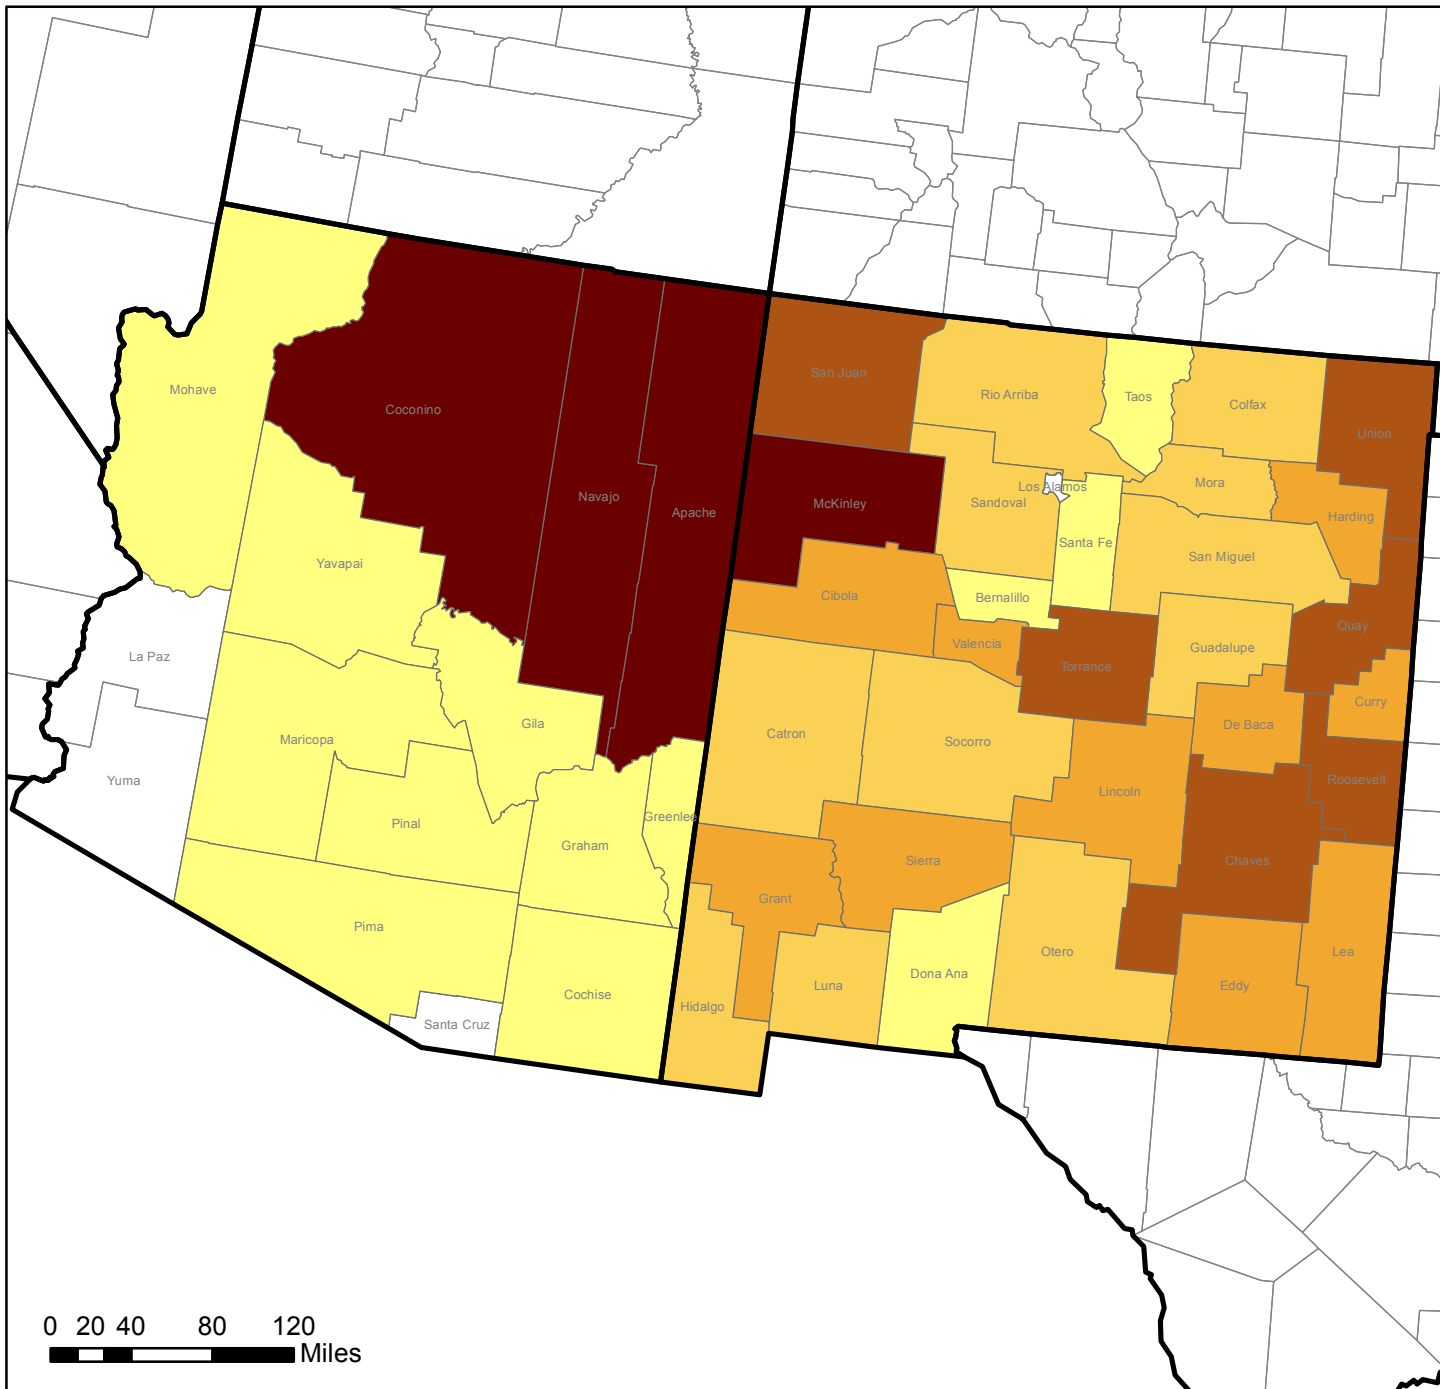 San Juan
Rio Arriba
Taos
Colfax
Union
Mohave
Coconino
Navajo
Apache
McKinley
Sandoval
Los Alamos
Mora
Harding
Santa Fe
San Miguel
Yavapai
Cibola
Bernalillo
Valencia
Torrance
Guadalupe
Quay
La Paz
Gila
Maricopa
Catron
Socorro
De Baca
Curry
Yuma
Pinal
Graham
Greenlee
Lincoln
Roosevelt
Sierra
Chaves
Grant
Pima
Cochise
Santa Cruz
Hidalgo
Luna
Dona Ana
Otero
Eddy
Lea
0 20 40 80 120
Miles